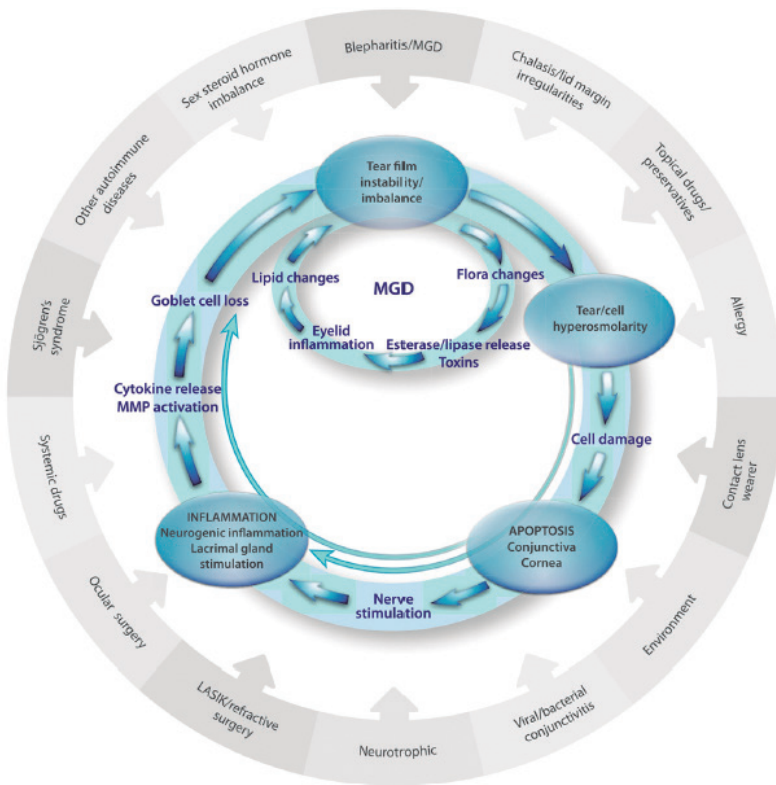 Blepharitis/MGD
Chalasis/lid margin
irregularities
Topical drugs/
preservatives
Allergy
Contact lens
wearer
Environment
Viral/bacterial
conjunctivitis
Neurotrophic
LASIK/refractive
surgery
Ocular surgery
Systemic drugs
Sjögren's
syndrome
Other autoimmune
diseases
Sex steroid hormone
imbalance
Tear film
instability/
imbalance
Tear/cell
hyperosmolarity
Cell damage
APOPTOSIS
Conjunctiva
Cornea
Nerve
stimulation
INFLAMMATION
Neurogenic inflammation
Lacrimal gland
stimulation
Cytokine release
MMP activation
Goblet cell loss
MGD
Flora changes
Esterase/lipase release
Toxins
Eyelid
inflammation
Lipid changes